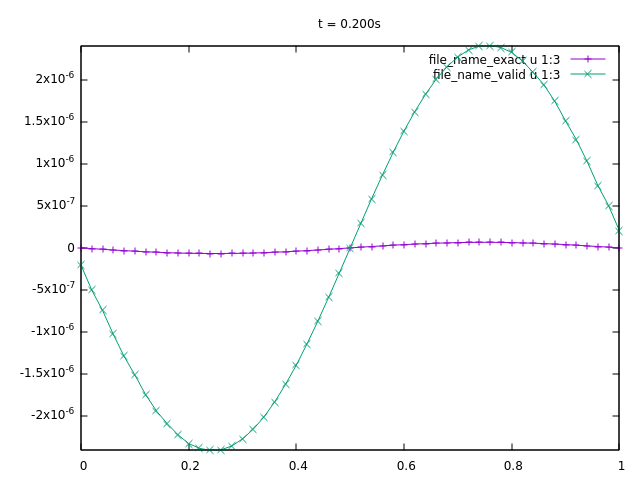 t = 0.200s
file_name_exact u 1:3
file_name_valid u 1:3
2x10⁻⁶
1.5x10⁻⁶
1x10⁻⁶
5x10⁻⁷
0
-5x10⁻⁷
-1x10⁻⁶
-1.5x10⁻⁶
-2x10⁻⁶
0 0.2 0.4 0.6 0.8 1